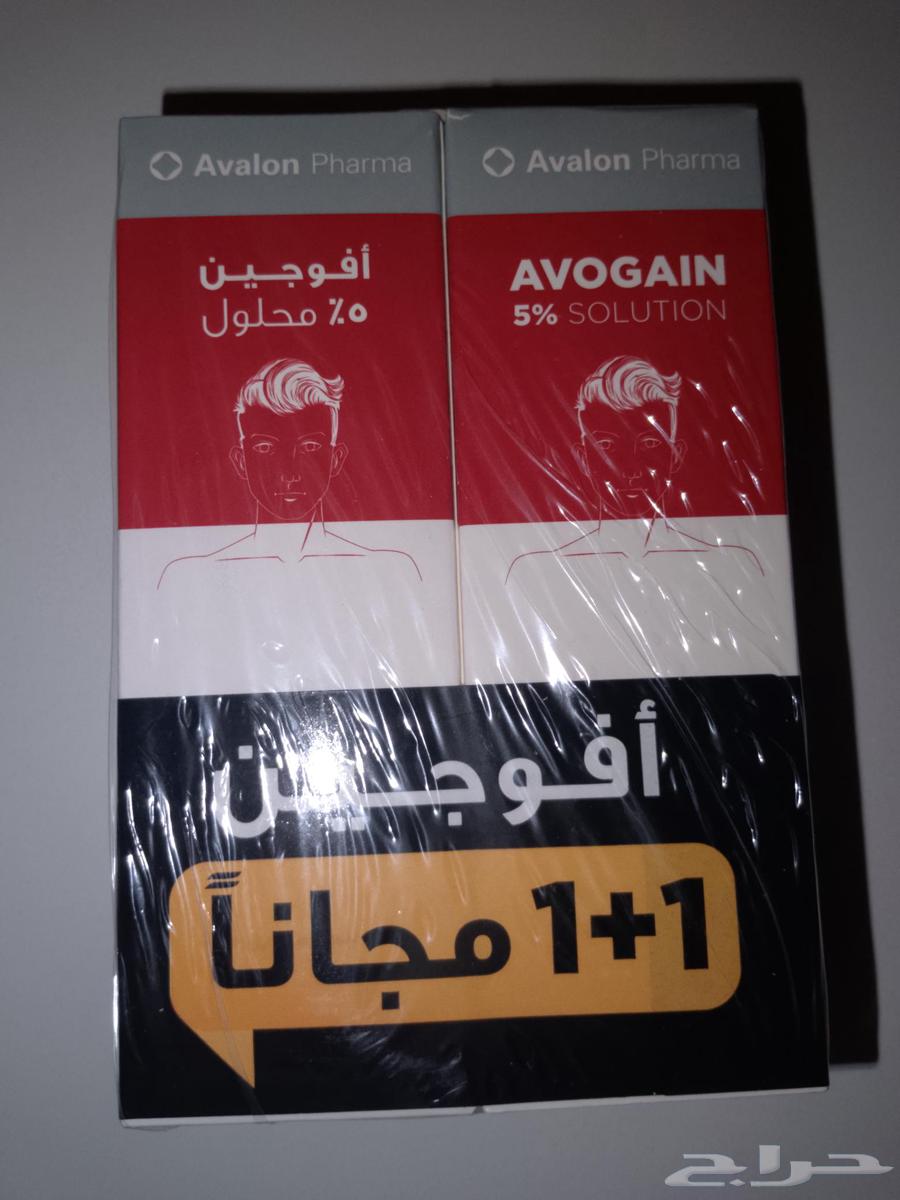 Avalon Pharma
أفوجين
٥٪ محلول
Avalon Pharma
AVOGAIN
5% SOLUTION
أفوجين
1+1 مجاناً
حراج